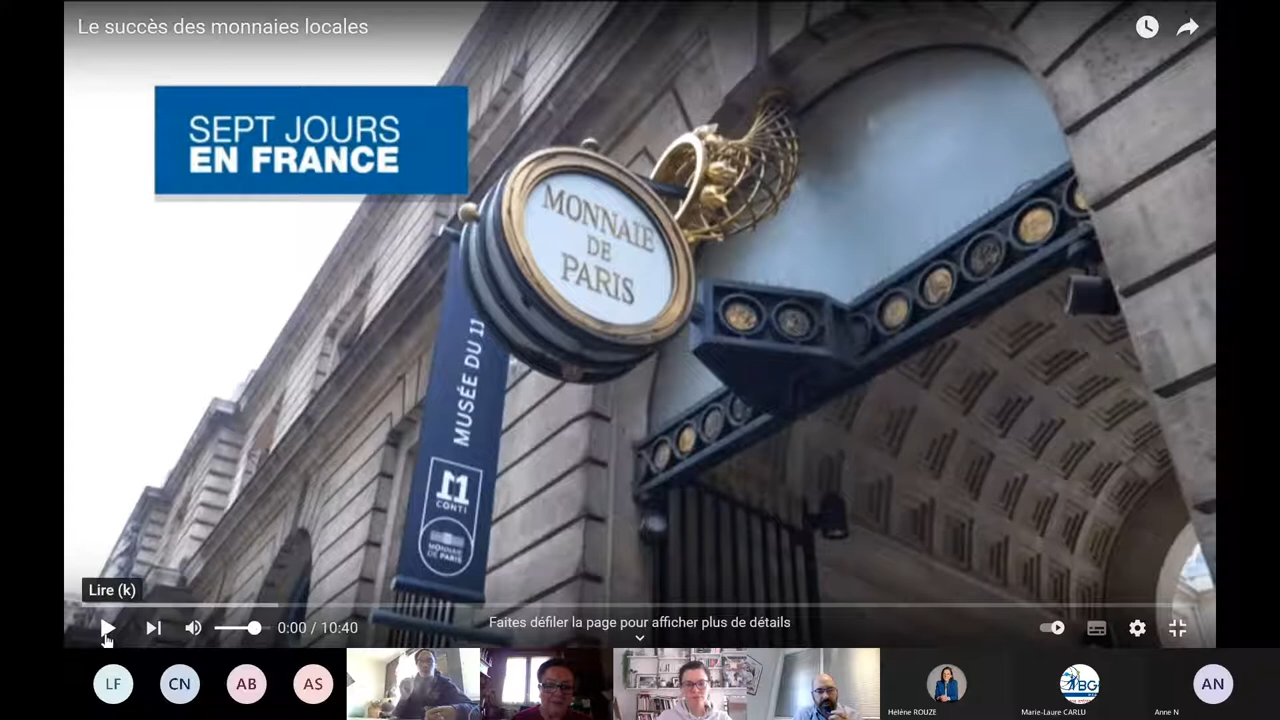 Le succès des monnaies locales
SEPT JOURS
EN FRANCE
MONNAIE
DE
PARIS
MUSÉE DU 11
11
CONTI
MONNAIE
DE PARIS
Lire (k)
0:00 / 10:40
Faites défiler la page pour afficher plus de détails
LF
CN
AB
AS
BG
AN
Hélène ROUZE
Marie-Laure CARLU
Anne N